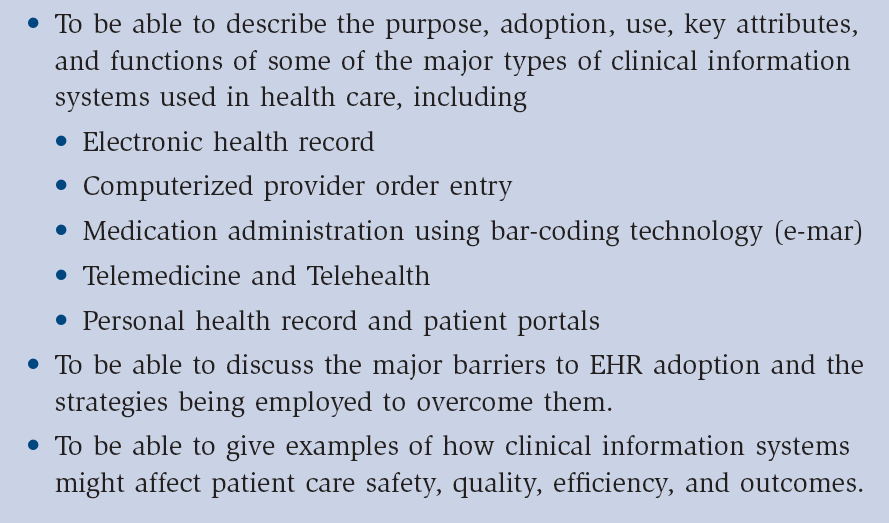 • To be able to describe the purpose, adoption, use, key attributes,
and functions of some of the major types of clinical information
systems used in health care, including
• Electronic health record
• Computerized provider order entry
• Medication administration using bar-coding technology (e-mar)
• Telemedicine and Telehealth
• Personal health record and patient portals
• To be able to discuss the major barriers to EHR adoption and the
strategies being employed to overcome them.
• To be able to give examples of how clinical information systems
might affect patient care safety, quality, efficiency, and outcomes.